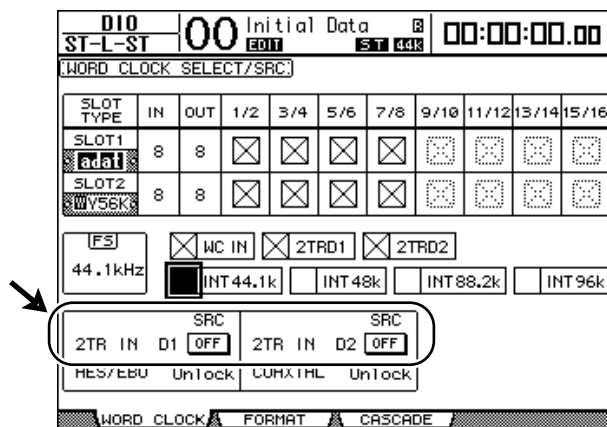 DIO
ST-L-ST
00 Initial Data R
EDIT ST 44k
00:00:00.00
WORD CLOCK SELECT/SRC
SLOT TYPE IN OUT 1/2 3/4 5/6 7/8 9/10 11/12 13/14 15/16
SLOT1 adat 8 8
SLOT2 WY56K 8 8
FS
44.1kHz
WC IN 2TRD1 2TRD2
INT44.1k INT48k INT88.2k INT96k
SRC SRC
2TR IN D1 OFF 2TR IN D2 OFF
AES/EBU Unlock COAXIAL Unlock
WORD CLOCK FORMAT CASCADE